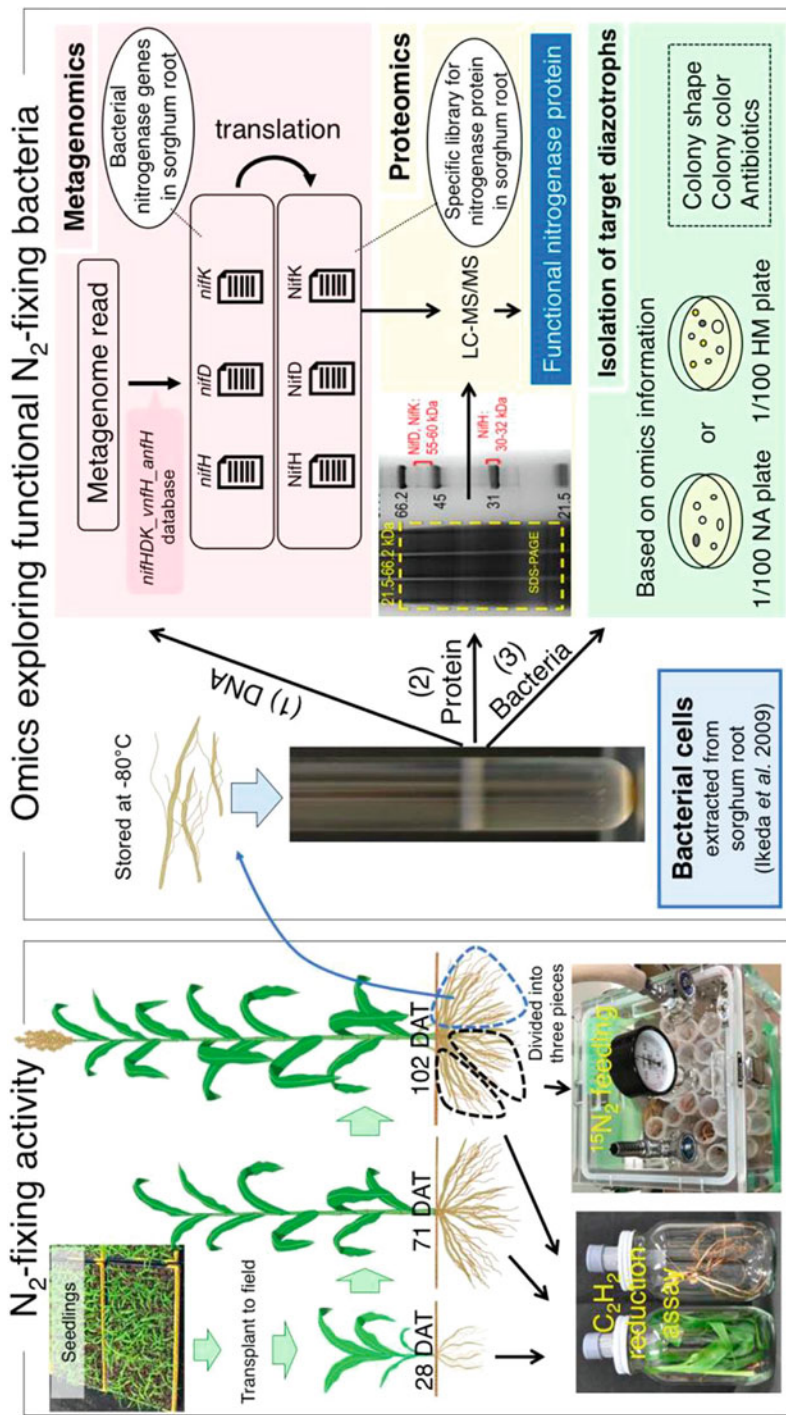 N2-fixing activity
Seedlings
Transplant to field
28 DAT
71 DAT
102 DAT
Divided into
three pieces
C2H2
reduction
assay
15N2 feeding
Omics exploring functional N2-fixing bacteria
Stored at -80°C
Bacterial cells
extracted from
sorghum root
(Ikeda et al. 2009)
(1) DNA
(2)
Protein
(3)
Bacteria
Metagenomics
Metagenome read
nifHDK_vnfH_anfH
database
Bacterial
nitrogenase genes
in sorghum root
nifH
nifD
nifK
translation
NifH
NifD
NifK
Proteomics
Specific library for
nitrogenase protein
in sorghum root
21.5-66.2 kDa
SDS-PAGE
66.2
45
31
21.5
NifD, NifK:
55-60 kDa
NifH:
30-32 kDa
LC-MS/MS
Functional nitrogenase protein
Isolation of target diazotrophs
Based on omics information
or
1/100 NA plate
1/100 HM plate
Colony shape
Colony color
Antibiotics